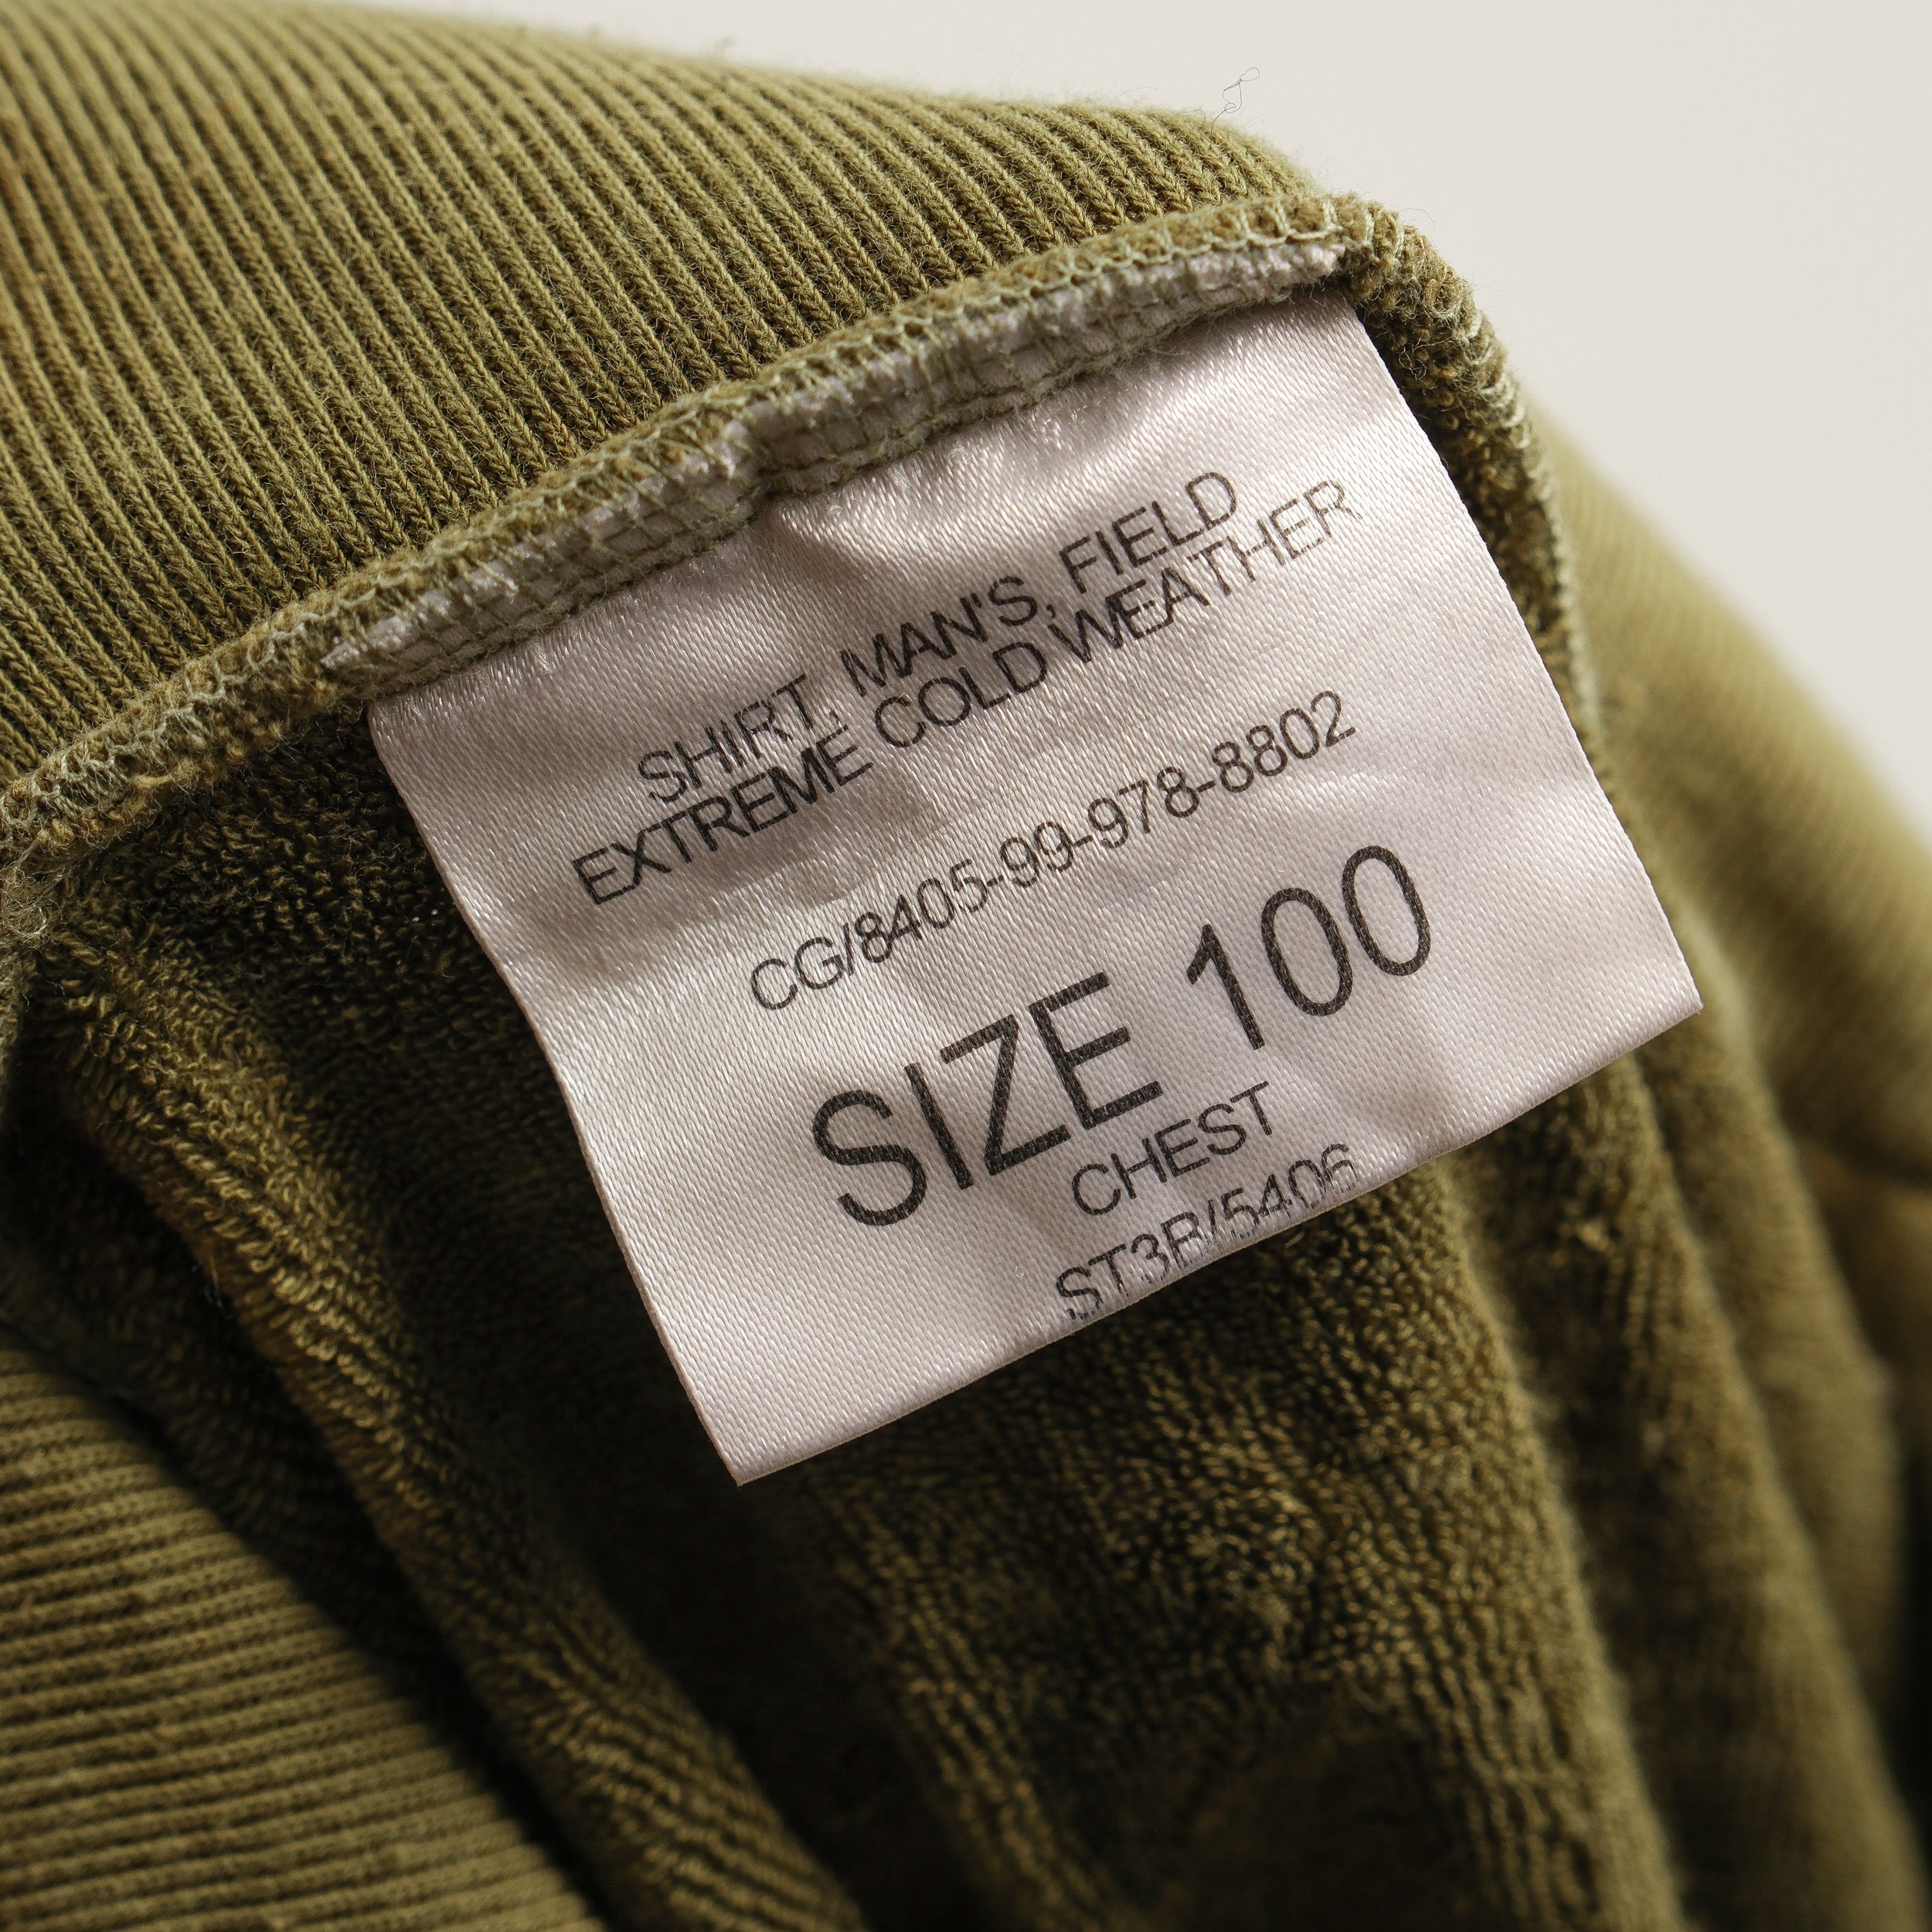 SHIRT, MAN'S, FIELD
EXTREME COLD WEATHER
CG/8405-99-978-8802
SIZE 100
CHEST
ST3B/5406